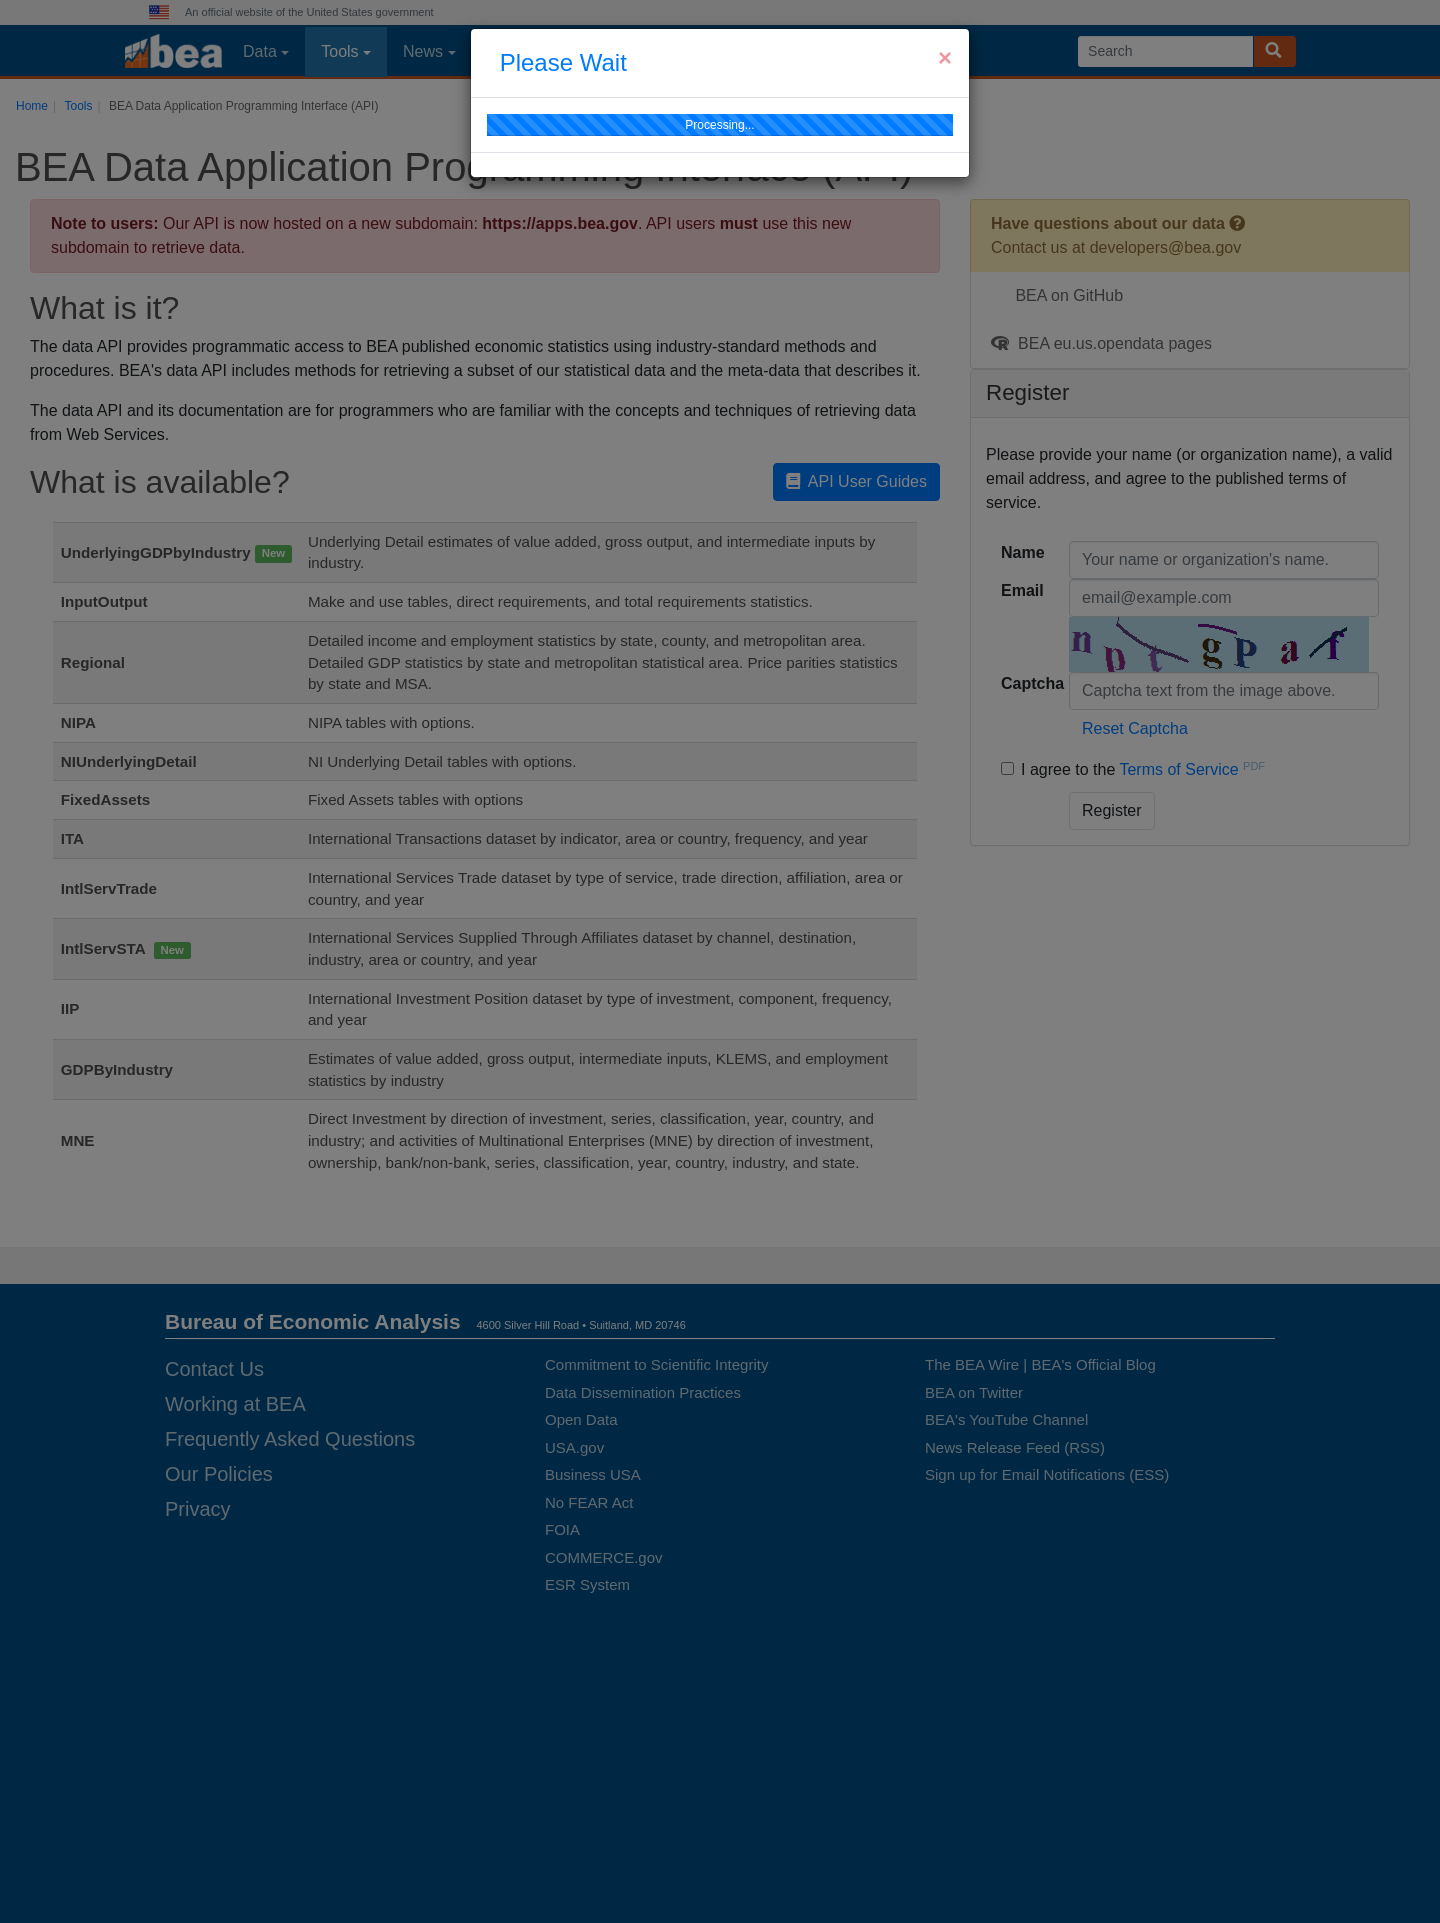 An official website of the United States government
bea
Data
Tools
News
Search
Please Wait
×
Processing...
Home | Tools | BEA Data Application Programming Interface (API)
BEA Data Application Programming Interface (API)
Note to users: Our API is now hosted on a new subdomain: https://apps.bea.gov. API users must use this new
subdomain to retrieve data.
What is it?
The data API provides programmatic access to BEA published economic statistics using industry-standard methods and
procedures. BEA's data API includes methods for retrieving a subset of our statistical data and the meta-data that describes it.
The data API and its documentation are for programmers who are familiar with the concepts and techniques of retrieving data
from Web Services.
What is available?
API User Guides
UnderlyingGDPbyIndustry New
Underlying Detail estimates of value added, gross output, and intermediate inputs by
industry.
InputOutput
Make and use tables, direct requirements, and total requirements statistics.
Regional
Detailed income and employment statistics by state, county, and metropolitan area.
Detailed GDP statistics by state and metropolitan statistical area. Price parities statistics
by state and MSA.
NIPA
NIPA tables with options.
NIUnderlyingDetail
NI Underlying Detail tables with options.
FixedAssets
Fixed Assets tables with options
ITA
International Transactions dataset by indicator, area or country, frequency, and year
IntlServTrade
International Services Trade dataset by type of service, trade direction, affiliation, area or
country, and year
IntlServSTA New
International Services Supplied Through Affiliates dataset by channel, destination,
industry, area or country, and year
IIP
International Investment Position dataset by type of investment, component, frequency,
and year
GDPByIndustry
Estimates of value added, gross output, intermediate inputs, KLEMS, and employment
statistics by industry
MNE
Direct Investment by direction of investment, series, classification, year, country, and
industry; and activities of Multinational Enterprises (MNE) by direction of investment,
ownership, bank/non-bank, series, classification, year, country, industry, and state.
Have questions about our data
Contact us at developers@bea.gov
BEA on GitHub
BEA eu.us.opendata pages
Register
Please provide your name (or organization name), a valid
email address, and agree to the published terms of
service.
Name
Your name or organization's name.
Email
email@example.com
n p t g P a f
Captcha
Captcha text from the image above.
Reset Captcha
I agree to the Terms of Service PDF
Register
Bureau of Economic Analysis 4600 Silver Hill Road • Suitland, MD 20746
Contact Us
Working at BEA
Frequently Asked Questions
Our Policies
Privacy
Commitment to Scientific Integrity
Data Dissemination Practices
Open Data
USA.gov
Business USA
No FEAR Act
FOIA
COMMERCE.gov
ESR System
The BEA Wire | BEA's Official Blog
BEA on Twitter
BEA's YouTube Channel
News Release Feed (RSS)
Sign up for Email Notifications (ESS)